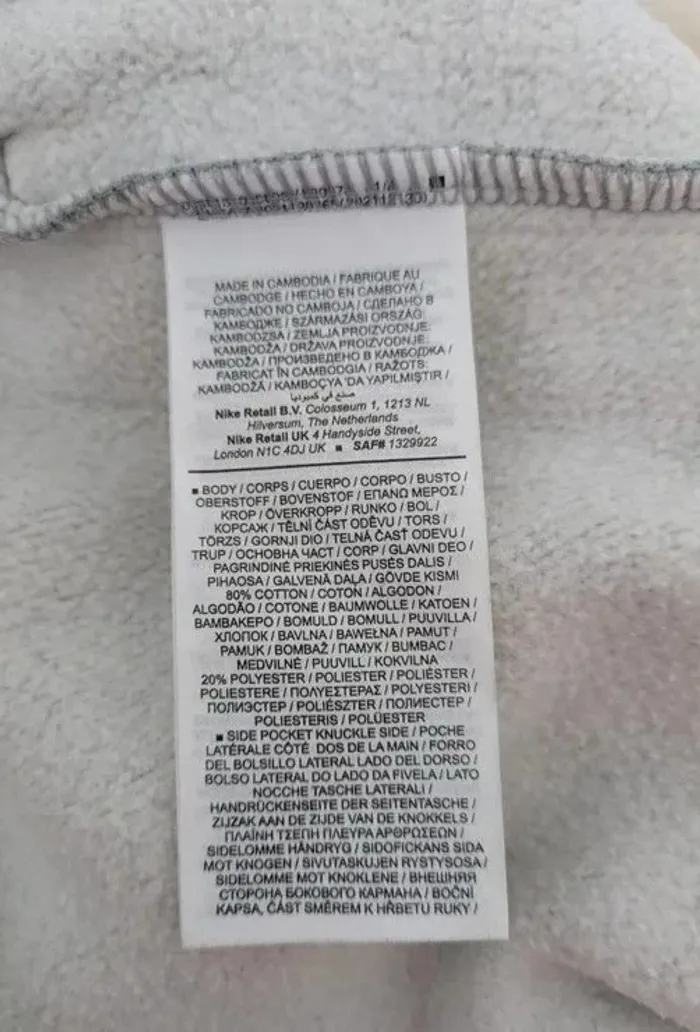 MADE IN CAMBODIA / FABRIQUE AU
CAMBODGE / HECHO EN CAMBOYA /
FABRICADO NO CAMBOJA / СДЕЛАНО В
КАМБОДЖЕ / SZÁRMAZÁSI ORSZÁG:
KAMBODZSA / ZEMLJA PROIZVODNJE:
KAMBODŽA / DRŽAVA PROIZVODNJE:
KAMBODŽA / ПРОИЗВЕДЕНО В КАМБОДЖА /
FABRICAT ÎN CAMBODGIA / RAŽOTS:
KAMBODŽĀ / KAMBOÇYA 'DA YAPILMIŞTIR /
صنع في كمبوديا
Nike Retail B.V. Colosseum 1, 1213 NL
Hilversum, The Netherlands
Nike Retail UK 4 Handyside Street,
London N1C 4DJ UK ■ SAF# 1329922
■ BODY / CORPS / CUERPO / CORPO / BUSTO /
OBERSTOFF / BOVENSTOF / ΕΠΑΝΩ ΜΕΡΟΣ /
KROP / ÖVERKROPP / RUNKO / BOL /
КОРСАЖ / TĚLNÍ ČÁST ODĚVU / TORS /
TÖRZS / GORNJI DIO / TELNÁ ČASŤ ODEVU /
TRUP / ОСНОВНА ЧАСТ / CORP / GLAVNI DEO /
PAGRINDINĖ PRIEKINĖS PUSĖS DALIS /
PIHAOSA / GALVENĀ DAĻA / GÖVDE KISMI
80% COTTON / COTON / ALGODON /
ALGODÃO / COTONE / BAUMWOLLE / KATOEN /
ΒΑΜΒΑΚΕΡΟ / BOMULD / BOMULL / PUUVILLA /
ХЛОПОК / BAVLNA / BAWEŁNA / PAMUT /
PAMUK / BOMBAŽ / ПАМУК / BUMBAC /
MEDVILNĖ / PUUVILL / KOKVILNA
20% POLYESTER / POLIESTER / POLIÉSTER /
POLIESTERE / ΠΟΛΥΕΣΤΕΡΑΣ / POLYESTERI /
ПОЛИЭСТЕР / POLIÉSZTER / ПОЛИЕСТЕР /
POLIESTERIS / POLÜESTER
■ SIDE POCKET KNUCKLE SIDE / POCHE
LATÉRALE CÔTÉ DOS DE LA MAIN / FORRO
DEL BOLSILLO LATERAL LADO DEL DORSO /
BOLSO LATERAL DO LADO DA FIVELA / LATO
NOCCHE TASCHE LATERALI /
HANDRÜCKENSEITE DER SEITENTASCHE /
ZIJZAK AAN DE ZIJDE VAN DE KNOKKELS /
ΠΛΑΪΝΗ ΤΣΕΠΗ ΠΛΕΥΡΑ ΑΡΘΡΩΣΕΩΝ /
SIDELOMME HÅNDRYG / SIDOFICKANS SIDA
MOT KNOGEN / SIVUTASKUJEN RYSTYSOSA /
SIDELOMME MOT KNOKLENE / ВНЕШНЯЯ
СТОРОНА БОКОВОГО КАРМАНА / BOČNÍ
KAPSA, ČÁST SMĚREM K HŘBETU RUKY /